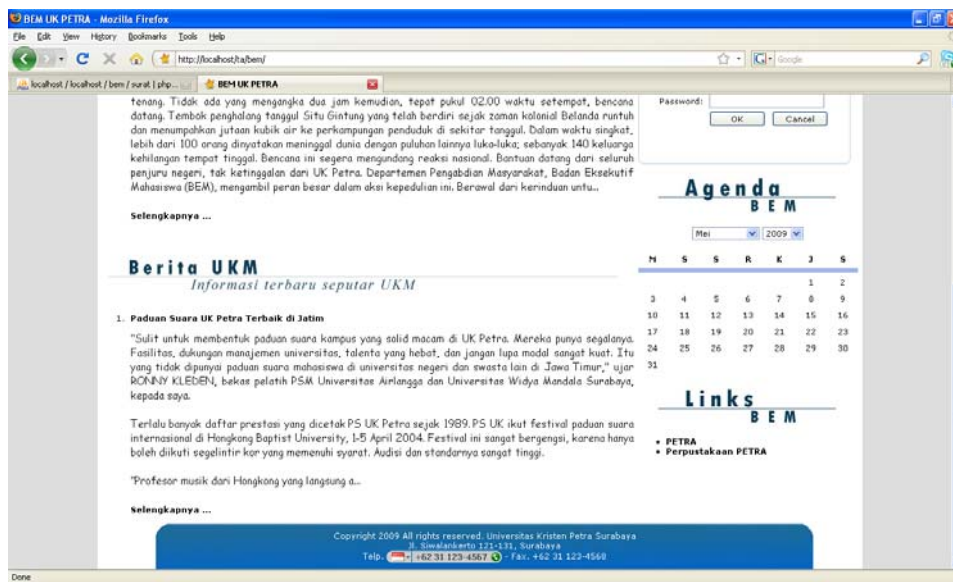 BEM UK PETRA - Mozilla Firefox
File Edit View History Bookmarks Tools Help
http://localhost/ta/bem/
Google
localhost / localhost / bem / surat | php...
BEM UK PETRA
tenang. Tidak ada yang mengangka dua jam kemudian, tepat pukul 02.00 waktu setempat, bencana
datang. Tembok penghalang tanggul Situ Gintung yang telah berdiri sejak zaman kolonial Belanda runtuh
dan menumpahkan jutaan kubik air ke perkampungan penduduk di sekitar tanggul. Dalam waktu singkat,
lebih dari 100 orang dinyatakan meninggal dunia dengan puluhan lainnya luka-luka; sebanyak 140 keluarga
kehilangan tempat tinggal. Bencana ini segera mengundang reaksi nasional. Bantuan datang dari seluruh
penjuru negeri, tak ketinggalan dari UK Petra. Departemen Pengabdian Masyarakat, Badan Eksekutif
Mahasiswa (BEM), mengambil peran besar dalam aksi kepedulian ini. Berawal dari kerinduan untu...
Selengkapnya ...
Berita UKM
Informasi terbaru seputar UKM
1. Paduan Suara UK Petra Terbaik di Jatim
"Sulit untuk membentuk paduan suara kampus yang solid macam di UK Petra. Mereka punya segalanya.
Fasilitas, dukungan manajemen universitas, talenta yang hebat, dan jangan lupa modal sangat kuat. Itu
yang tidak dipunyai paduan suara mahasiswa di universitas negeri dan swasta lain di Jawa Timur," ujar
RONNY KLEDEN, bekas pelatih PSM Universitas Airlangga dan Universitas Widya Mandala Surabaya,
kepada saya.
Terlalu banyak daftar prestasi yang dicetak PS UK Petra sejak 1989. PS UK ikut festival paduan suara
internasional di Hongkong Baptist University, 1-5 April 2004. Festival ini sangat bergengsi, karena hanya
boleh diikuti segelintir kor yang memenuhi syarat. Audisi dan standarnya sangat tinggi.
"Profesor musik dari Hongkong yang langsung a...
Selengkapnya ...
Password:
OK Cancel
Agenda
BEM
Mei 2009
M S S R K J S
1 2
3 4 5 6 7 8 9
10 11 12 13 14 15 16
17 18 19 20 21 22 23
24 25 26 27 28 29 30
31
Links
BEM
• PETRA
• Perpustakaan PETRA
Copyright 2009 All rights reserved. Universitas Kristen Petra Surabaya
Jl. Siwalankerto 121-131, Surabaya
Telp. +62 31 123-4567 - Fax. +62 31 123-4568
Done